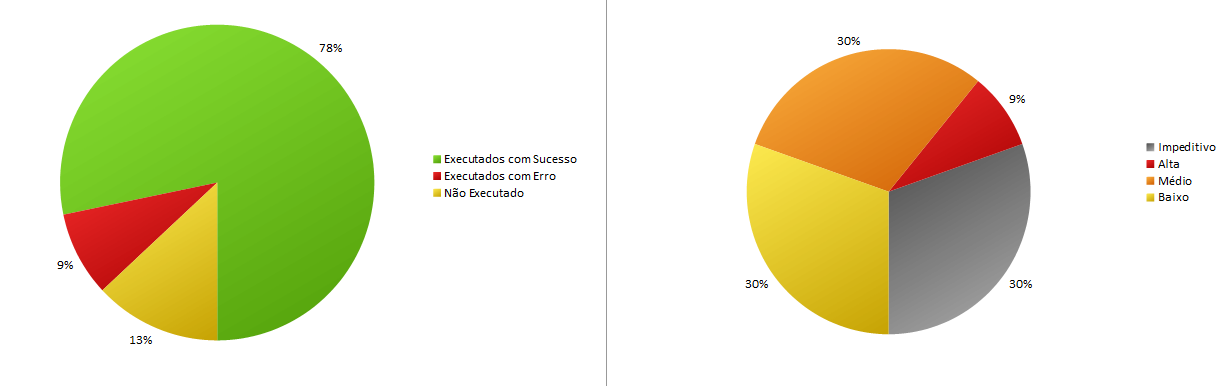 78%
9%
13%
Executados com Sucesso
Executados com Erro
Não Executado
30%
9%
30%
30%
Impeditivo
Alta
Médio
Baixo